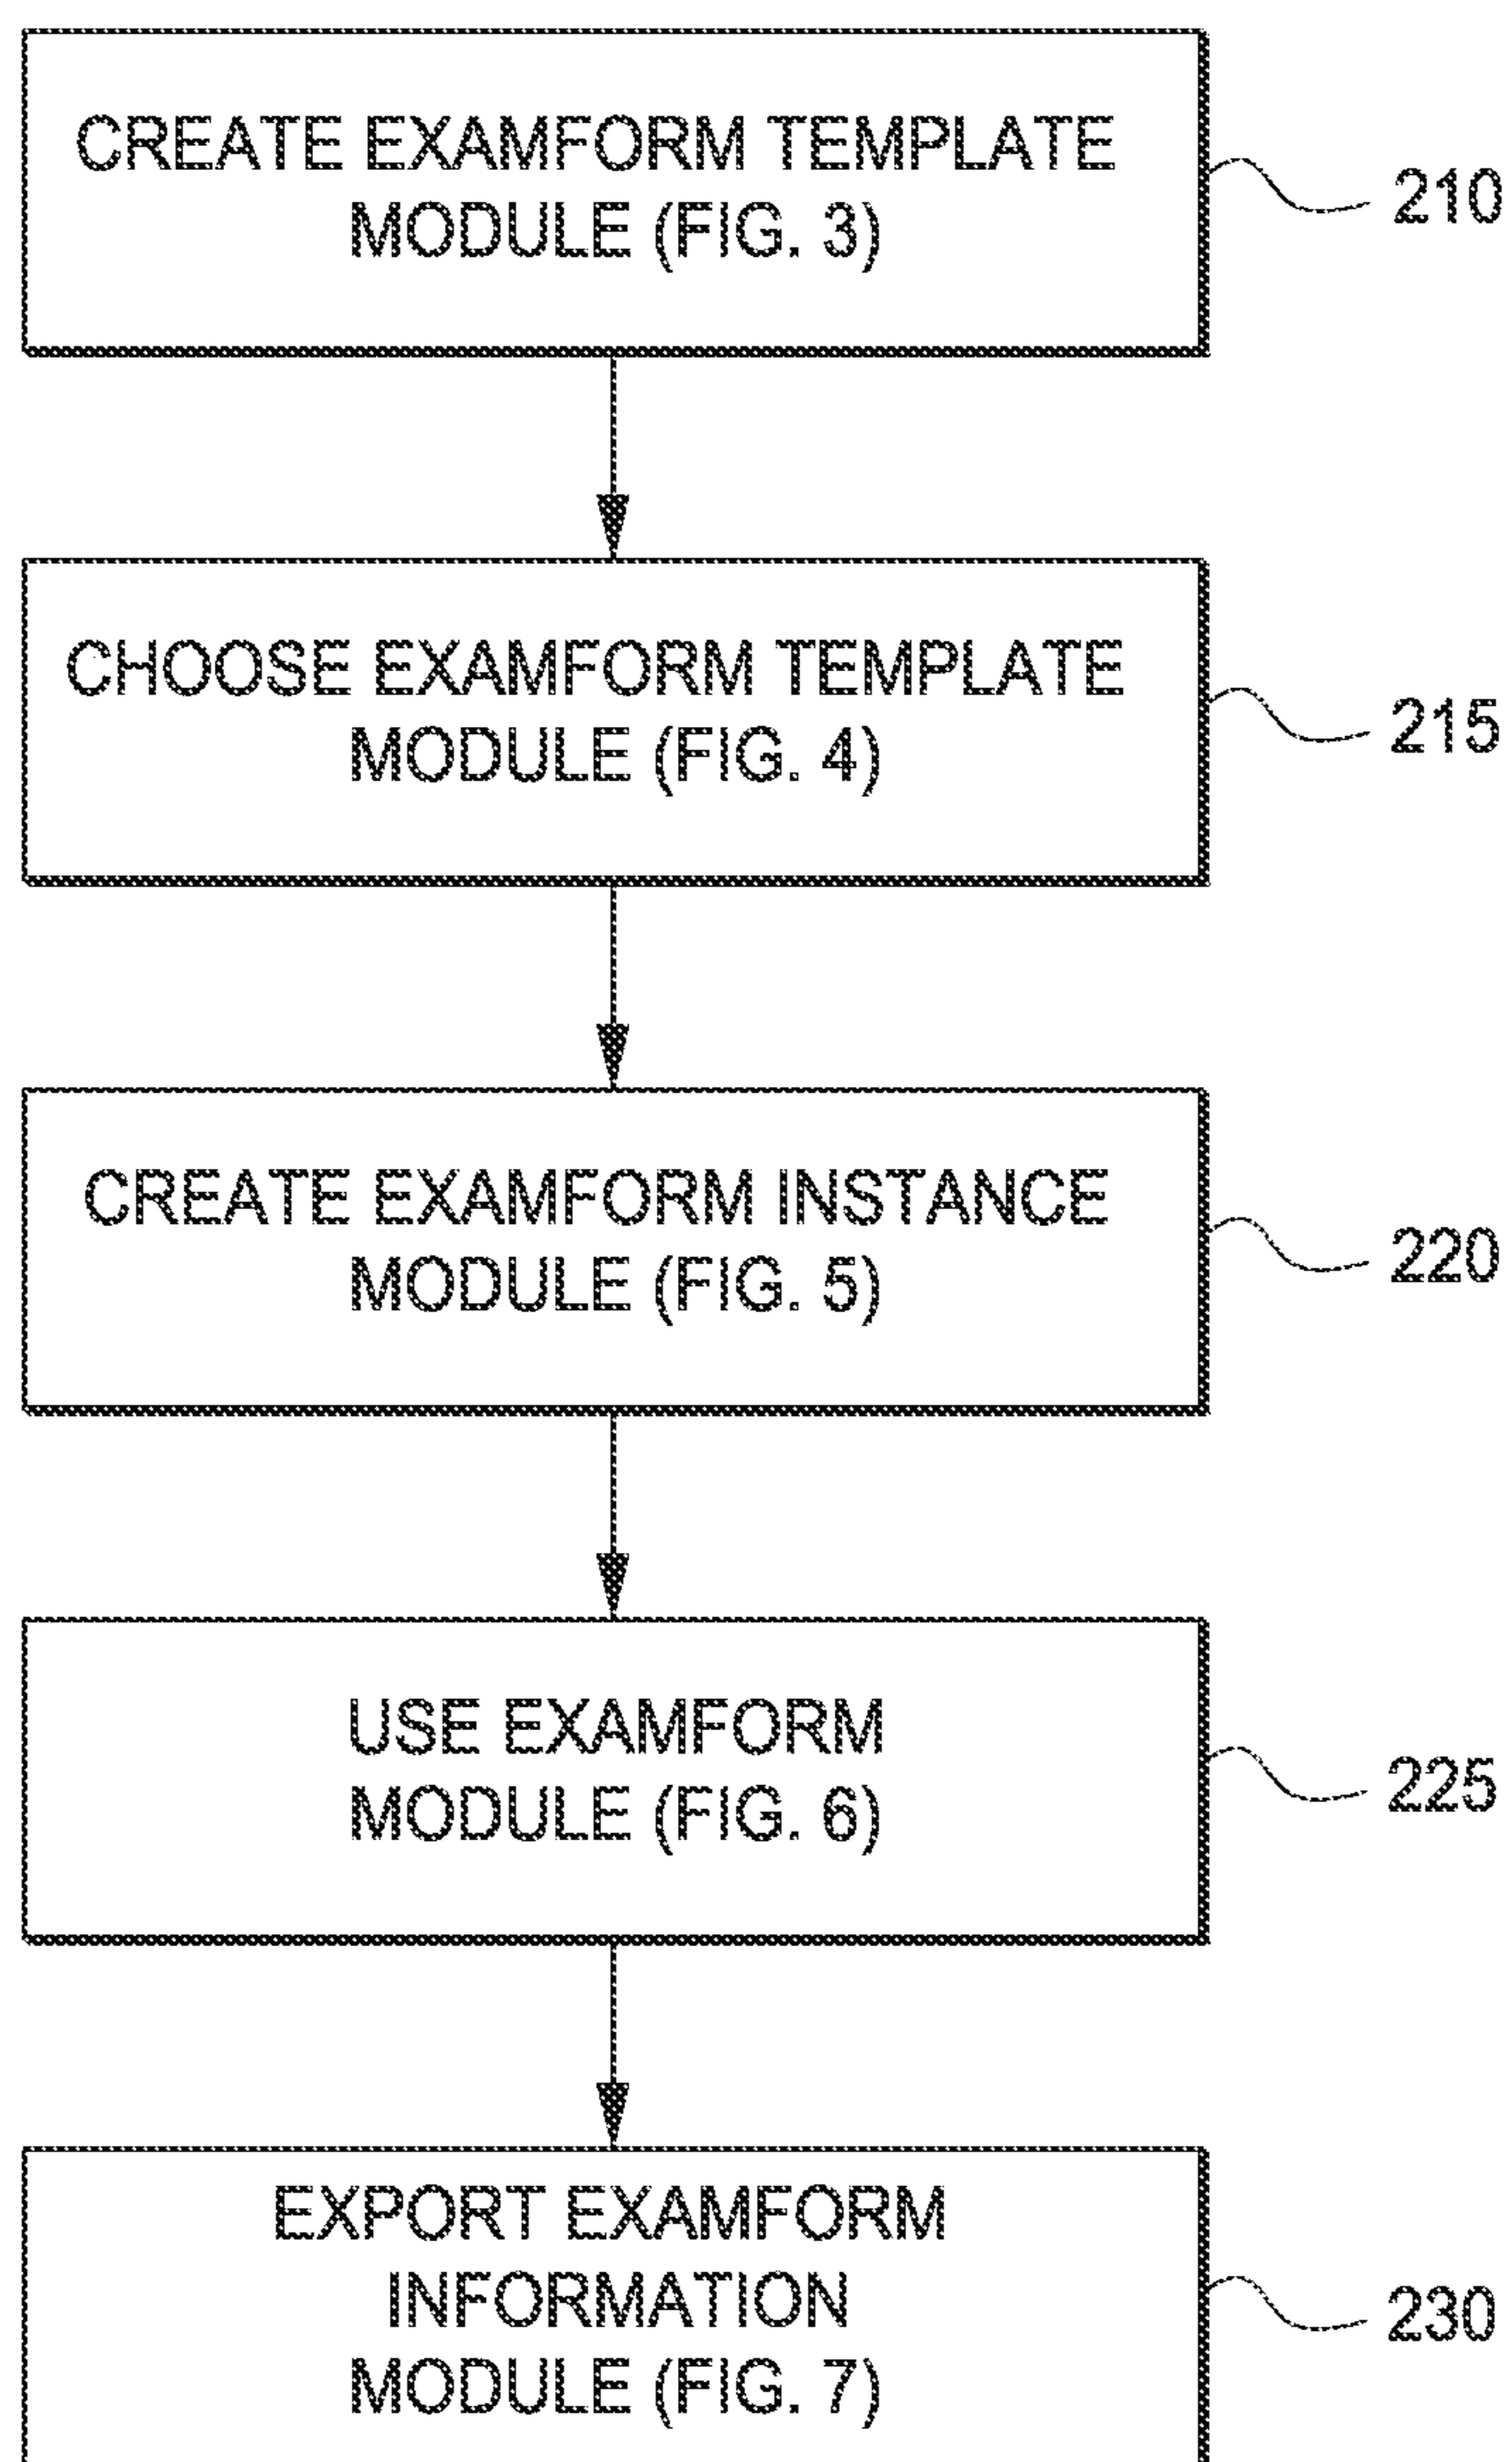 CREATE EXAMFORM TEMPLATE
MODULE (FIG. 3)
210
CHOOSE EXAMFORM TEMPLATE
MODULE (FIG. 4)
215
CREATE EXAMFORM INSTANCE
MODULE (FIG. 5)
220
USE EXAMFORM
MODULE (FIG. 6)
225
EXPORT EXAMFORM
INFORMATION
MODULE (FIG. 7)
230